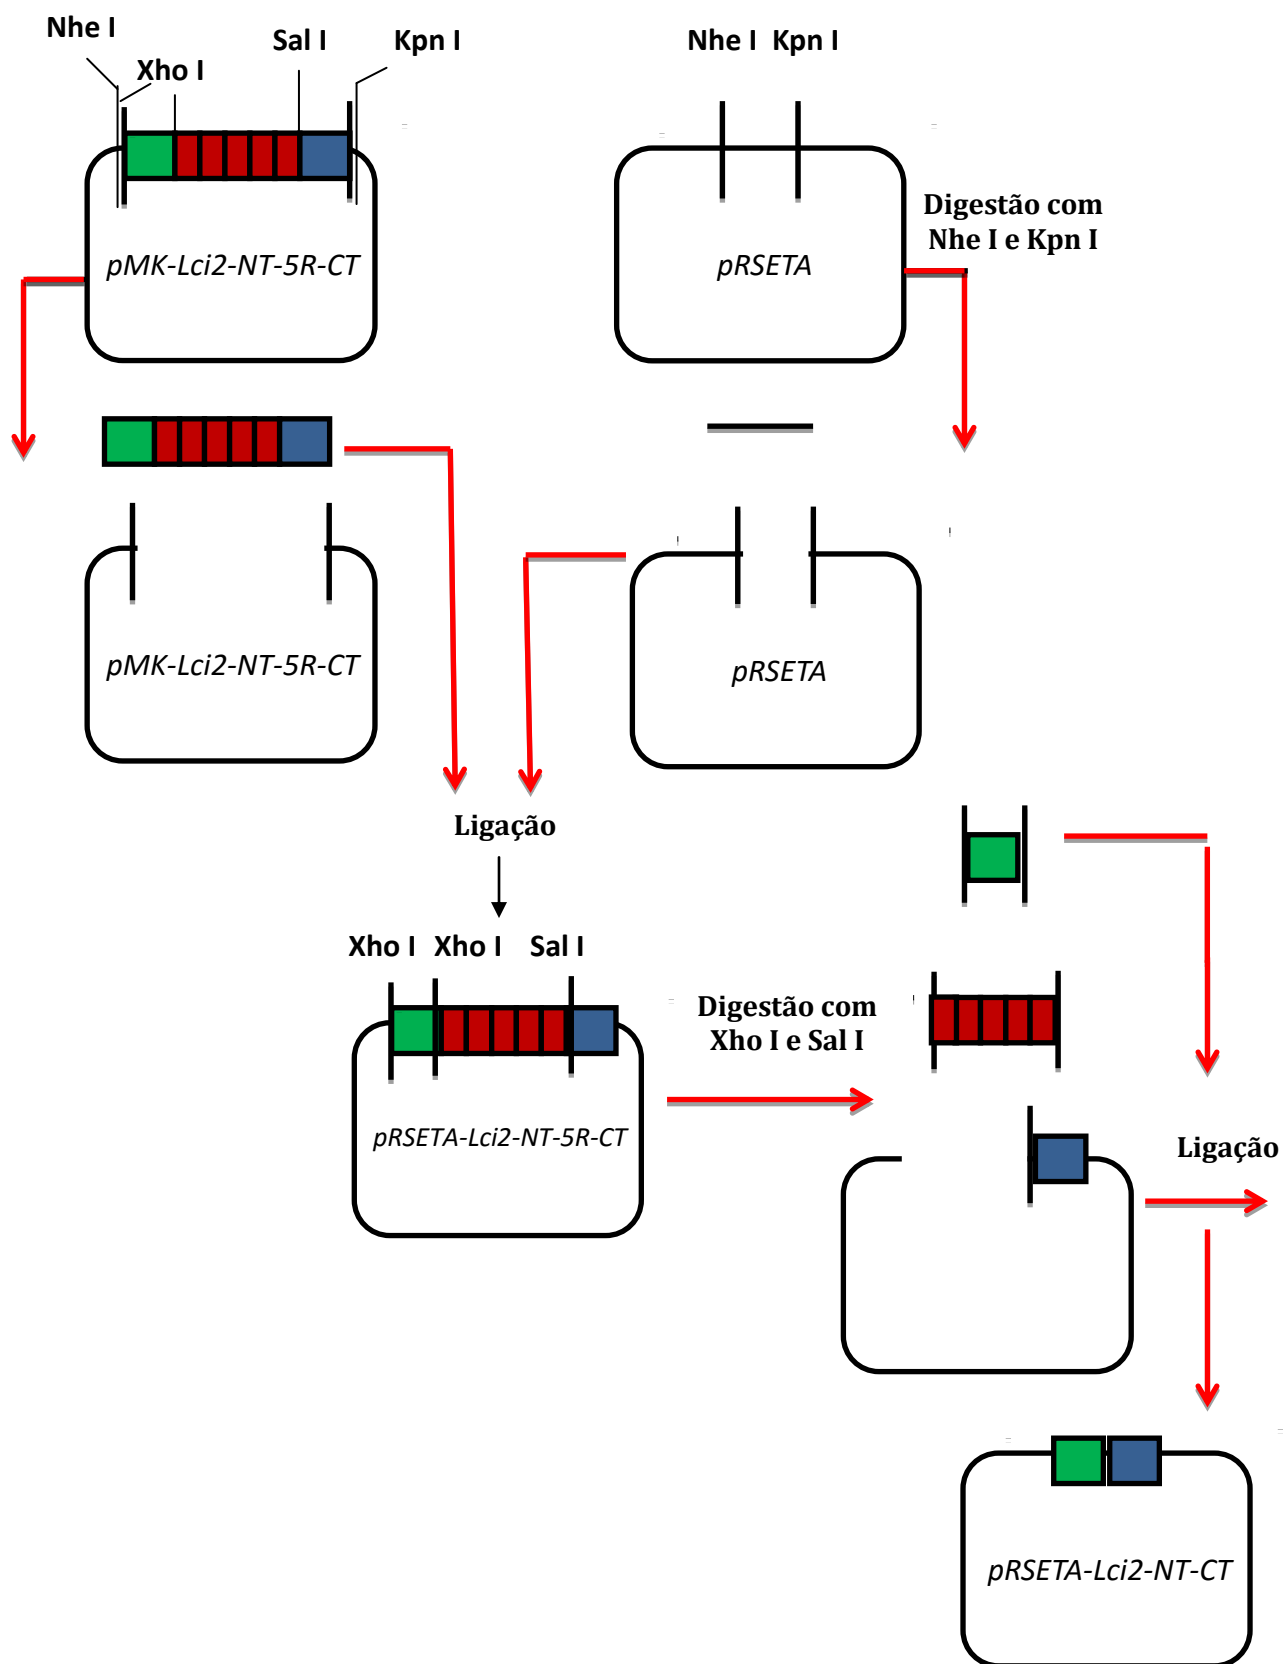 Nhe I
Xho I
Sal I
Kpn I
Nhe I Kpn I
pMK-Lci2-NT-5R-CT
pRSETA
Digestão com
Nhe I e Kpn I
pMK-Lci2-NT-5R-CT
pRSETA
Ligação
Xho I Xho I Sal I
pRSETA-Lci2-NT-5R-CT
Digestão com
Xho I e Sal I
Ligação
pRSETA-Lci2-NT-CT